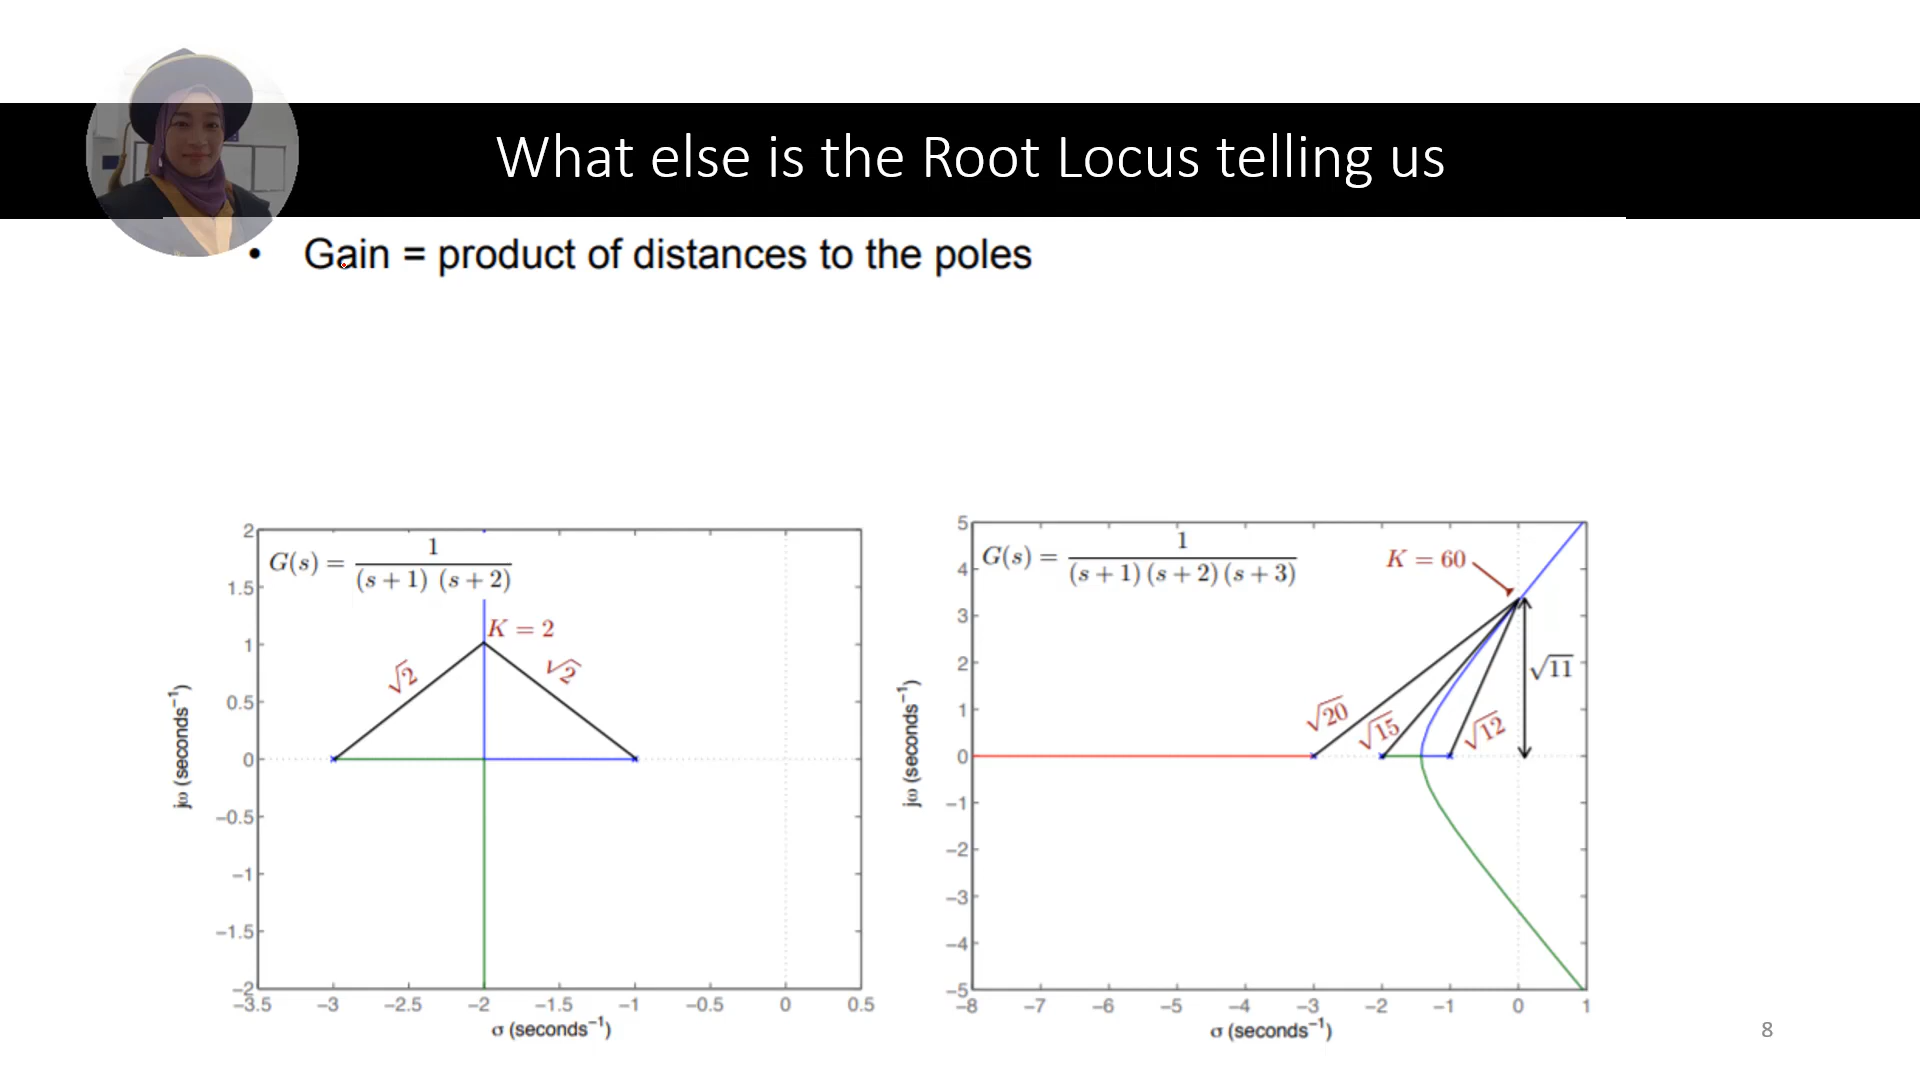 What else is the Root Locus telling us
• Gain = product of distances to the poles
G(s) = 1 / (s + 1) (s + 2)
K = 2
√2
√2
2
1.5
1
0.5
0
−0.5
−1
−1.5
−2
−3.5 −3 −2.5 −2 −1.5 −1 −0.5 0 0.5
jω (seconds⁻¹)
σ (seconds⁻¹)
G(s) = 1 / (s + 1) (s + 2) (s + 3)
K = 60
√11
√20
√15
√12
5
4
3
2
1
0
−1
−2
−3
−4
−5
−8 −7 −6 −5 −4 −3 −2 −1 0 1
jω (seconds⁻¹)
σ (seconds⁻¹)
8